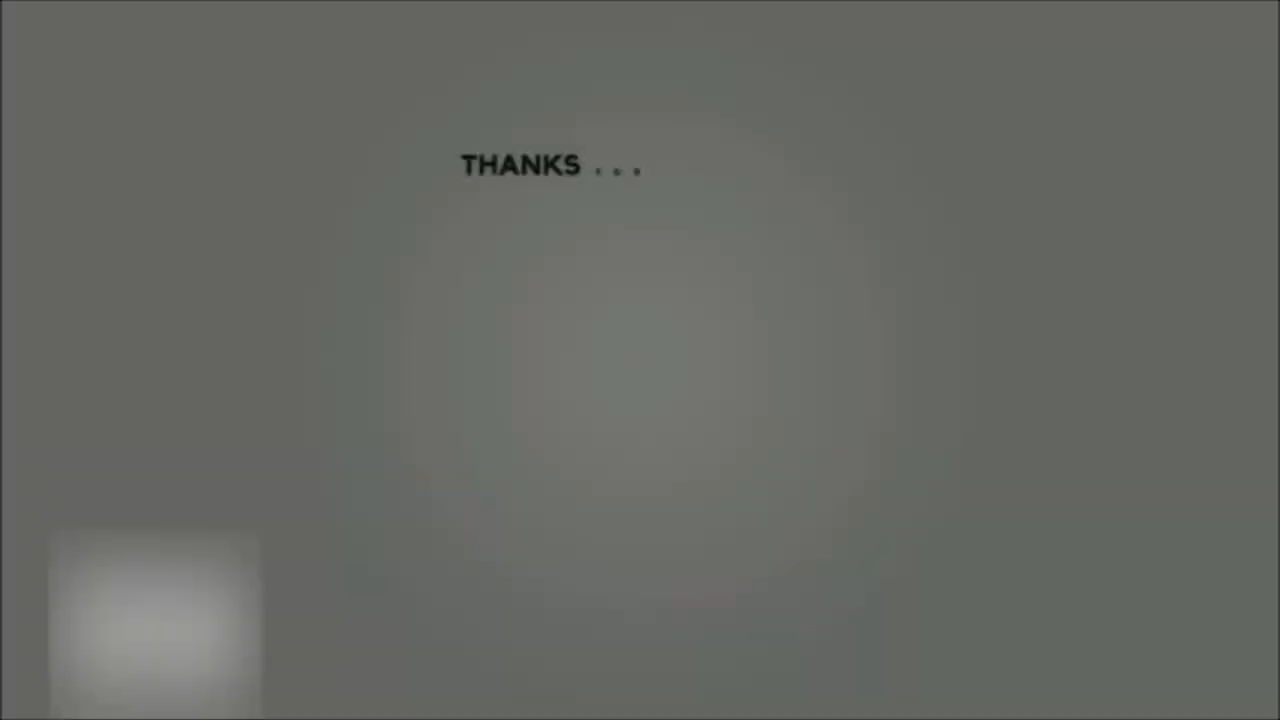 THANKS . . .